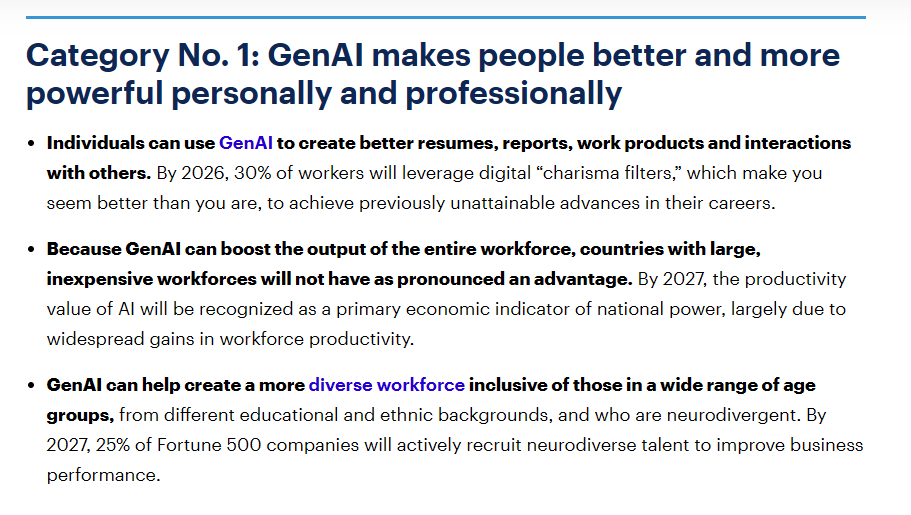 Category No. 1: GenAI makes people better and more
powerful personally and professionally
• Individuals can use GenAI to create better resumes, reports, work products and interactions
with others. By 2026, 30% of workers will leverage digital “charisma filters,” which make you
seem better than you are, to achieve previously unattainable advances in their careers.
• Because GenAI can boost the output of the entire workforce, countries with large,
inexpensive workforces will not have as pronounced an advantage. By 2027, the productivity
value of AI will be recognized as a primary economic indicator of national power, largely due to
widespread gains in workforce productivity.
• GenAI can help create a more diverse workforce inclusive of those in a wide range of age
groups, from different educational and ethnic backgrounds, and who are neurodivergent. By
2027, 25% of Fortune 500 companies will actively recruit neurodiverse talent to improve business
performance.